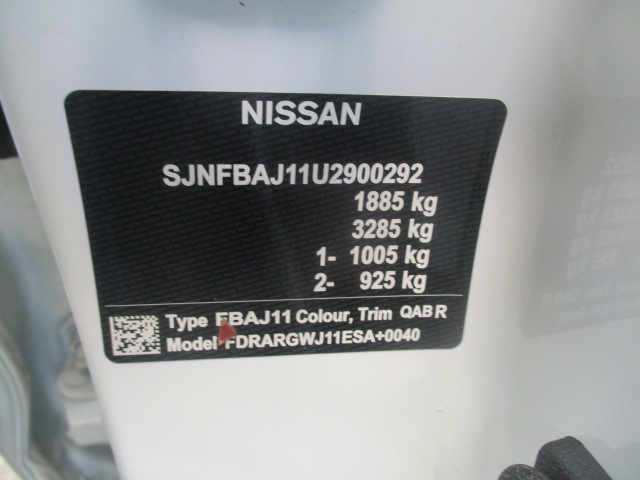 NISSAN
SJNFBAJ11U2900292
1885 kg
3285 kg
1- 1005 kg
2- 925 kg
Type FBAJ11 Colour, Trim QAB R
Model FDRARGWJ11ESA+0040